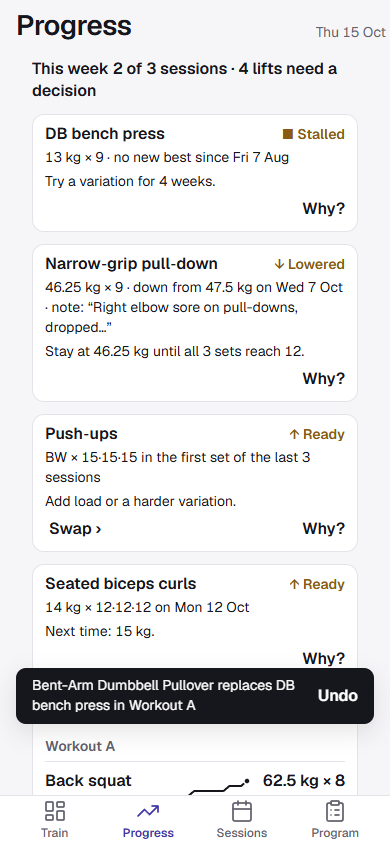 Progress
Thu 15 Oct
This week 2 of 3 sessions · 4 lifts need a
decision
DB bench press
■ Stalled
13 kg × 9 · no new best since Fri 7 Aug
Try a variation for 4 weeks.
Why?
Narrow-grip pull-down
↓ Lowered
46.25 kg × 9 · down from 47.5 kg on Wed 7 Oct
· note: “Right elbow sore on pull-downs,
dropped…”
Stay at 46.25 kg until all 3 sets reach 12.
Why?
Push-ups
↑ Ready
BW × 15·15·15 in the first set of the last 3
sessions
Add load or a harder variation.
Swap ›
Why?
Seated biceps curls
↑ Ready
14 kg × 12·12·12 on Mon 12 Oct
Next time: 15 kg.
Why?
Bent-Arm Dumbbell Pullover replaces DB
bench press in Workout A
Undo
Workout A
Back squat
62.5 kg × 8
Train
Progress
Sessions
Program